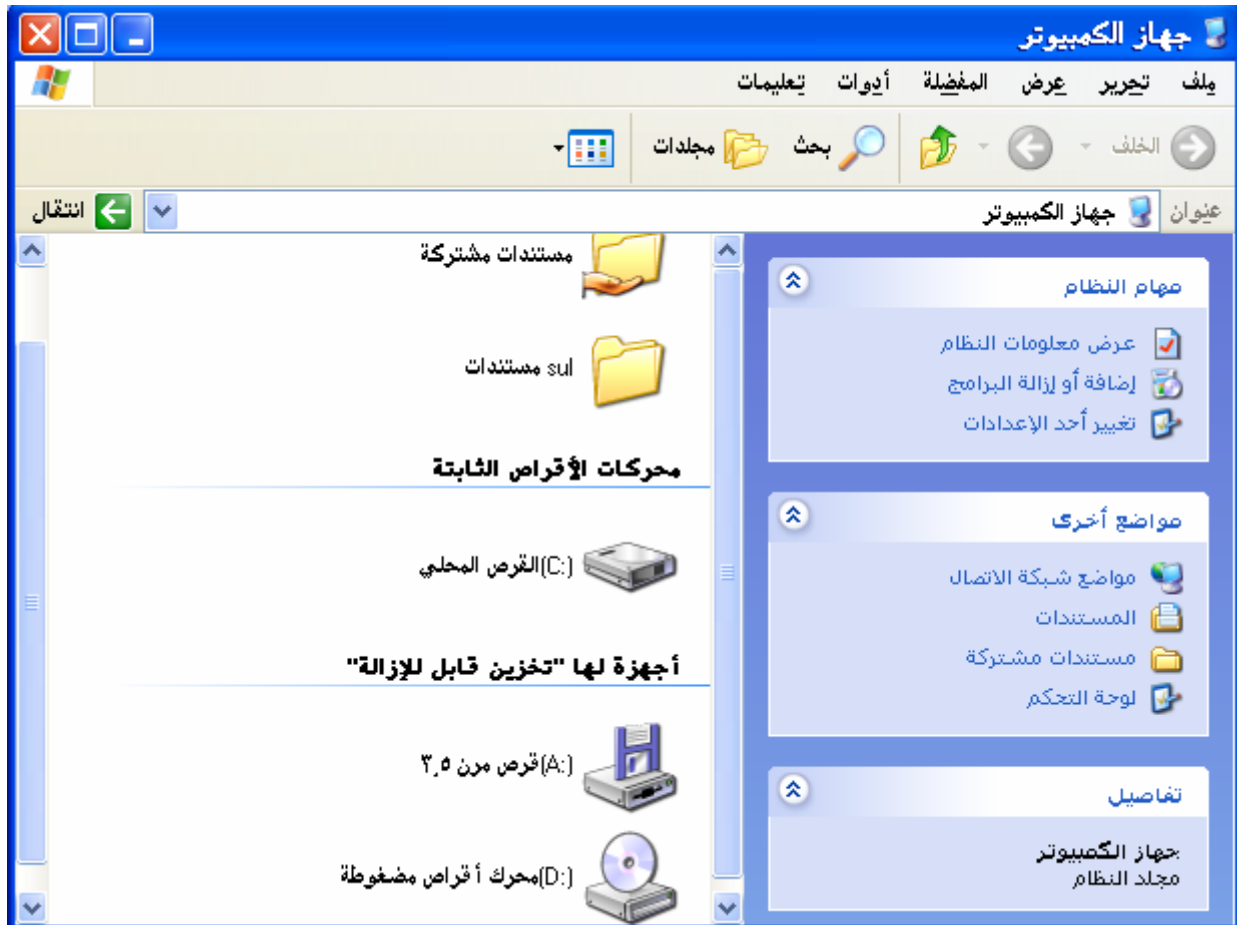 جهاز الكمبيوتر
ملف تحرير عرض المفضلة أدوات تعليمات
الخلف بحث مجلدات
عنوان جهاز الكمبيوتر انتقال
مهام النظام
عرض معلومات النظام
إضافة أو إزالة البرامج
تغيير أحد الإعدادات
مواضع أخرى
مواضع شبكة الاتصال
المستندات
مستندات مشتركة
لوحة التحكم
تفاصيل
جهاز الكمبيوتر
مجلد النظام
مستندات مشتركة
sul مستندات
محركات الأقراص الثابتة
(C:)القرص المحلي
أجهزة لها "تخزين قابل للإزالة"
(A:)قرص مرن ٣٫٥
(D:)محرك أقراص مضغوطة